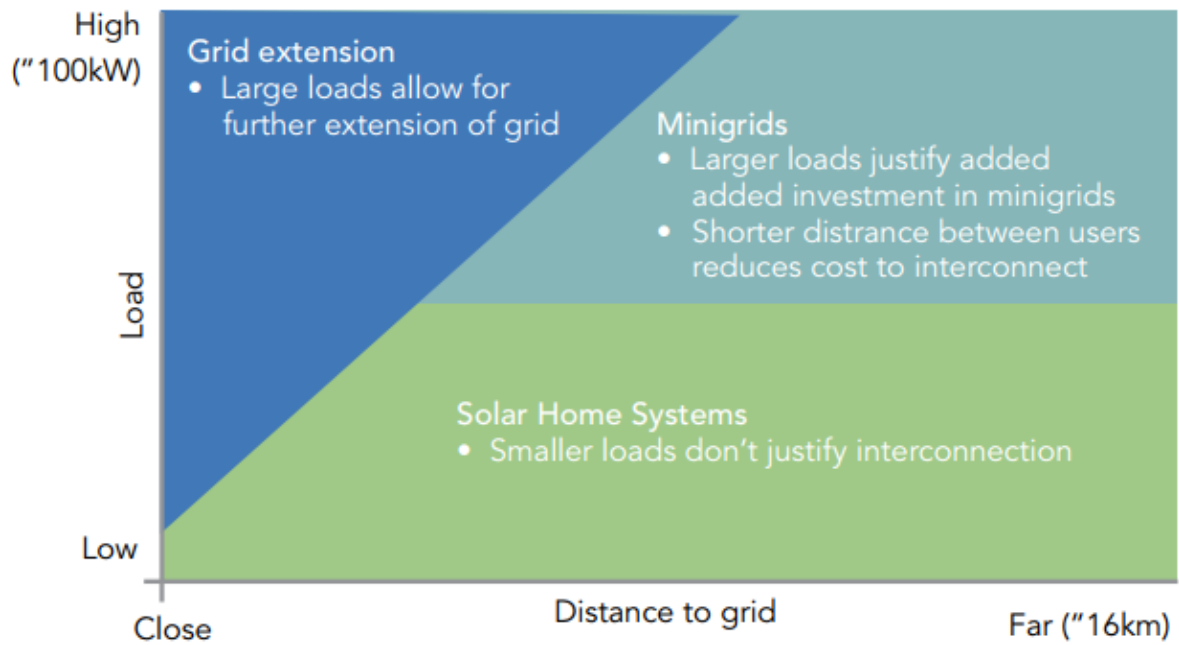 High
(”100kW)
Grid extension
• Large loads allow for
further extension of grid
Minigrids
• Larger loads justify added
added investment in minigrids
• Shorter distrance between users
reduces cost to interconnect
Load
Solar Home Systems
• Smaller loads don’t justify interconnection
Low
Close
Distance to grid
Far (”16km)